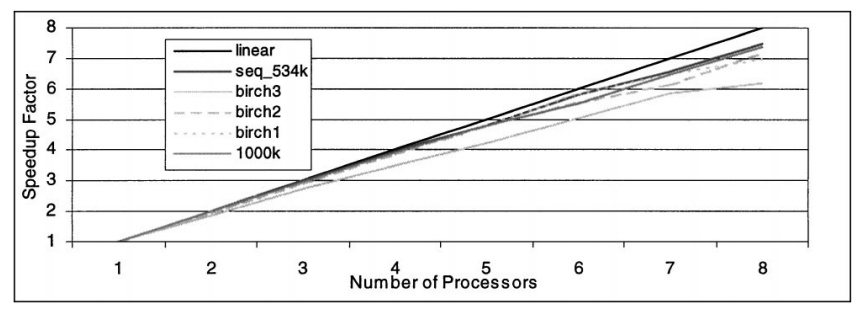 8
7
6
5
4
3
2
1
Speedup Factor
linear
seq_534k
birch3
birch2
birch1
1000k
1 2 3 4 5 6 7 8
Number of Processors